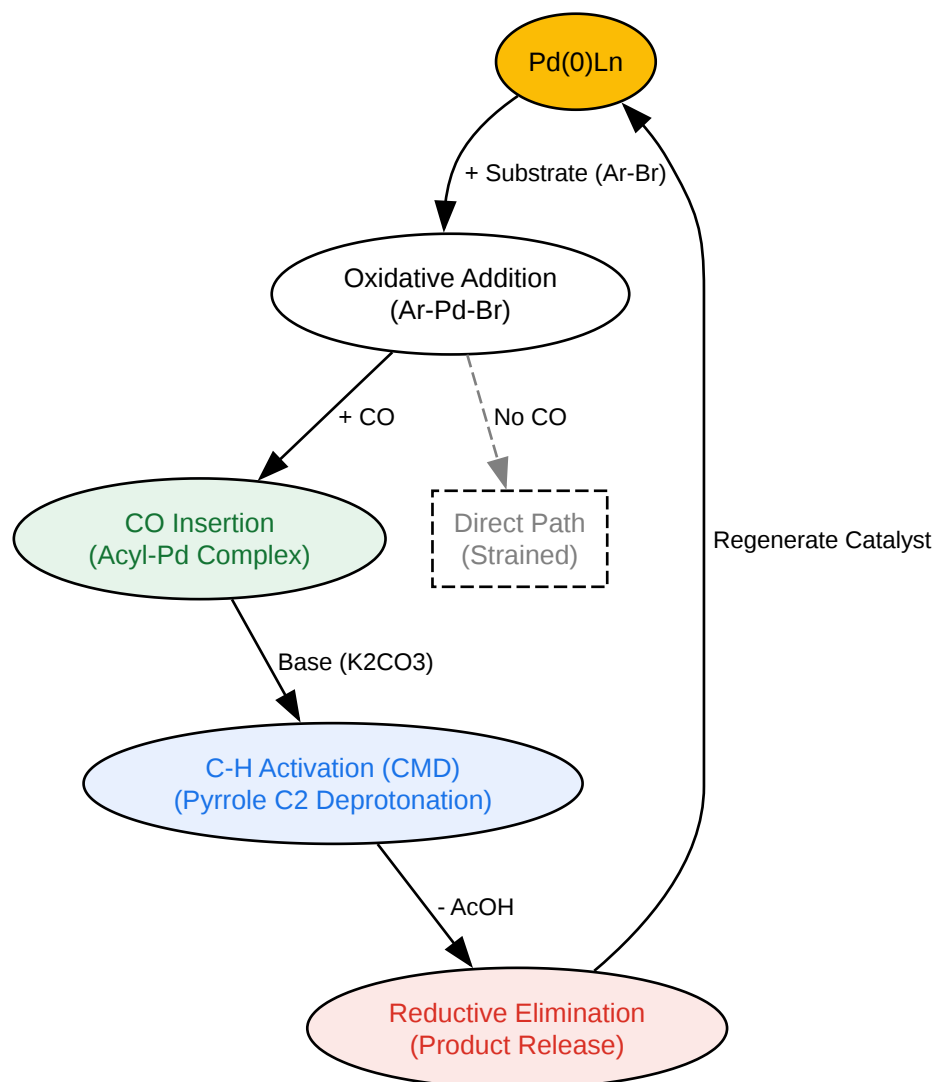 Pd(0)Ln
+ Substrate (Ar-Br)
Oxidative Addition
(Ar-Pd-Br)
+ CO
No CO
CO Insertion
(Acyl-Pd Complex)
Direct Path
(Strained)
Regenerate Catalyst
Base (K2CO3)
C-H Activation (CMD)
(Pyrrole C2 Deprotonation)
- AcOH
Reductive Elimination
(Product Release)